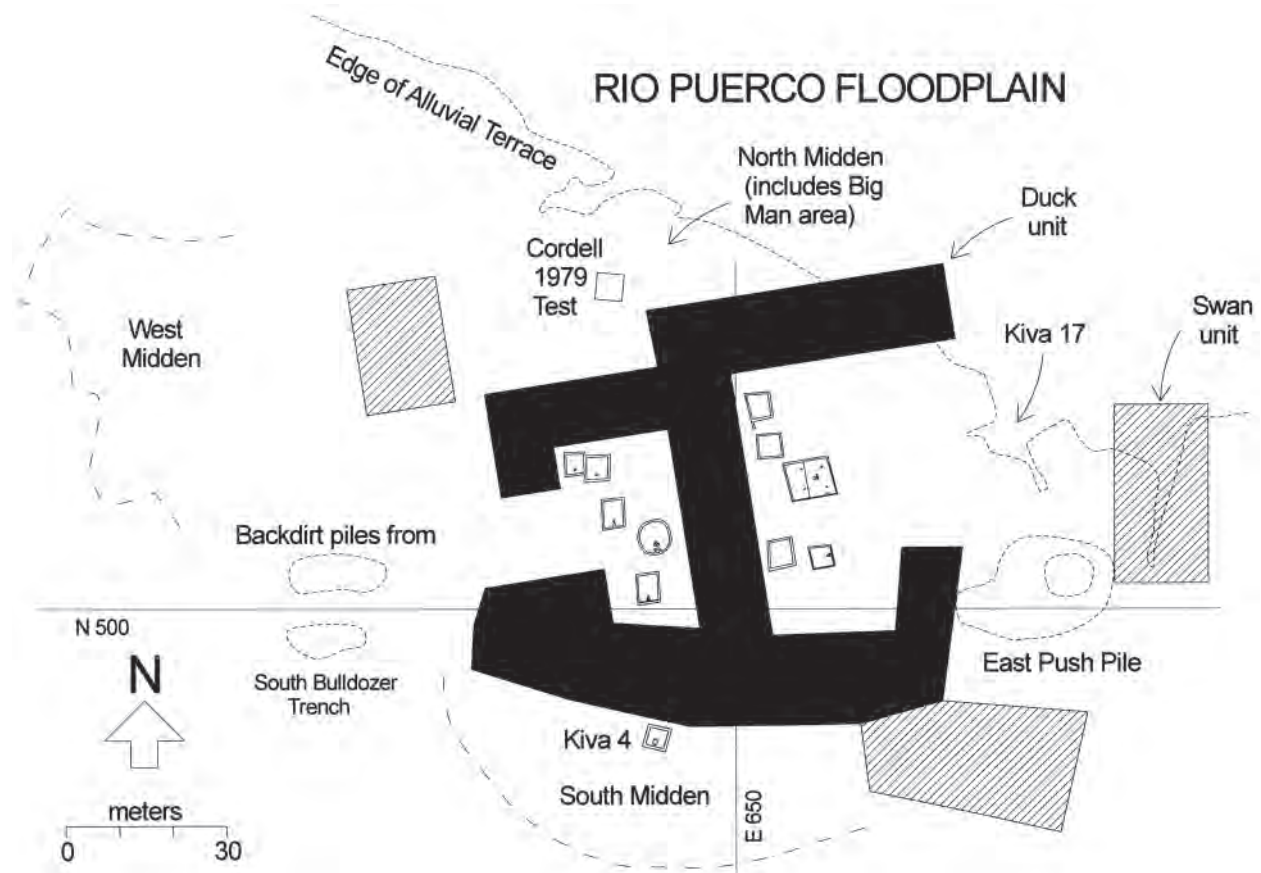 Edge of Alluvial Terrace
RIO PUERCO FLOODPLAIN
North Midden
(includes Big
Man area)
Duck
unit
Cordell
1979
Test
West
Midden
Kiva 17
Swan
unit
Backdirt piles from
N 500
South Bulldozer
Trench
East Push Pile
N
Kiva 4
South Midden
E 650
meters
0 30